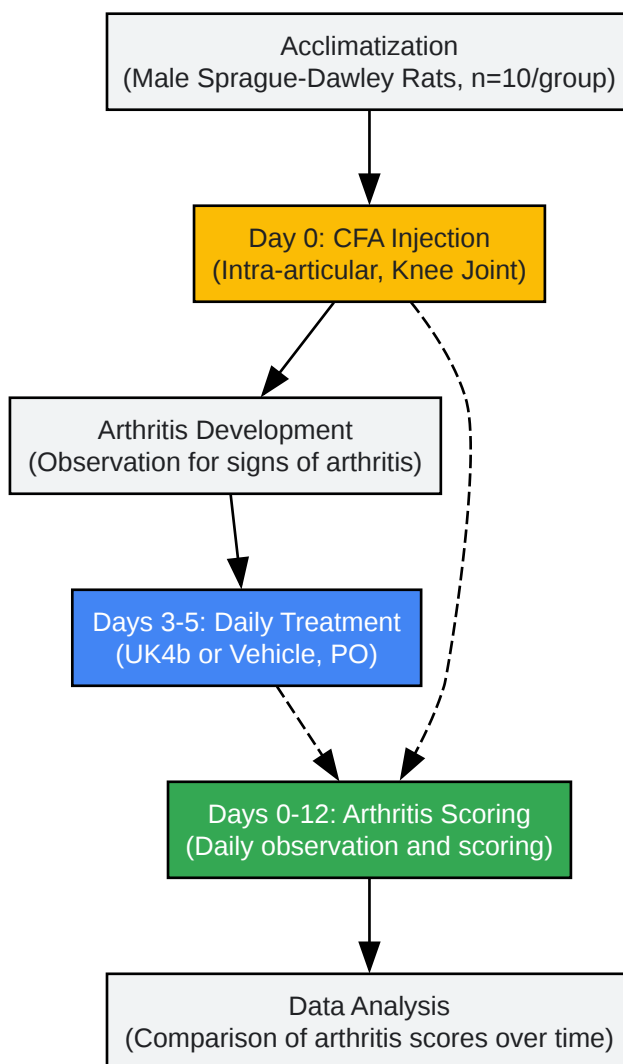 Acclimatization
(Male Sprague-Dawley Rats, n=10/group)
Day 0: CFA Injection
(Intra-articular, Knee Joint)
Arthritis Development
(Observation for signs of arthritis)
Days 3-5: Daily Treatment
(UK4b or Vehicle, PO)
Days 0-12: Arthritis Scoring
(Daily observation and scoring)
Data Analysis
(Comparison of arthritis scores over time)